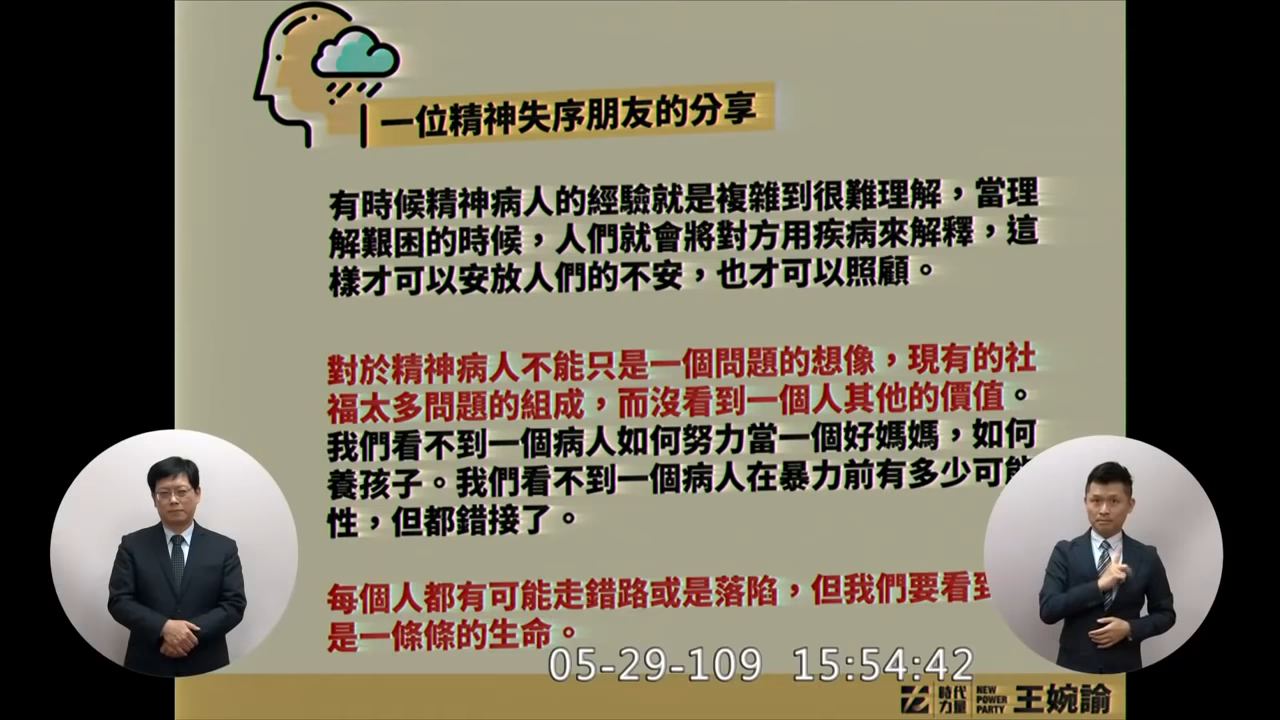 一位精神失序朋友的分享
有時候精神病人的經驗就是複雜到很難理解，當理
解艱困的時候，人們就會將對方用疾病來解釋，這
樣才可以安放人們的不安，也才可以照顧。
對於精神病人不能只是一個問題的想像，現有的社
福太多問題的組成，而沒看到一個人其他的價值。
我們看不到一個病人如何努力當一個好媽媽，如何
養孩子。我們看不到一個病人在暴力前有多少可能
性，但都錯接了。
每個人都有可能走錯路或是落陷，但我們要看到
是一條條的生命。
05-29-109 15:54:42
時代
力量
NEW
POWER
PARTY
王婉諭